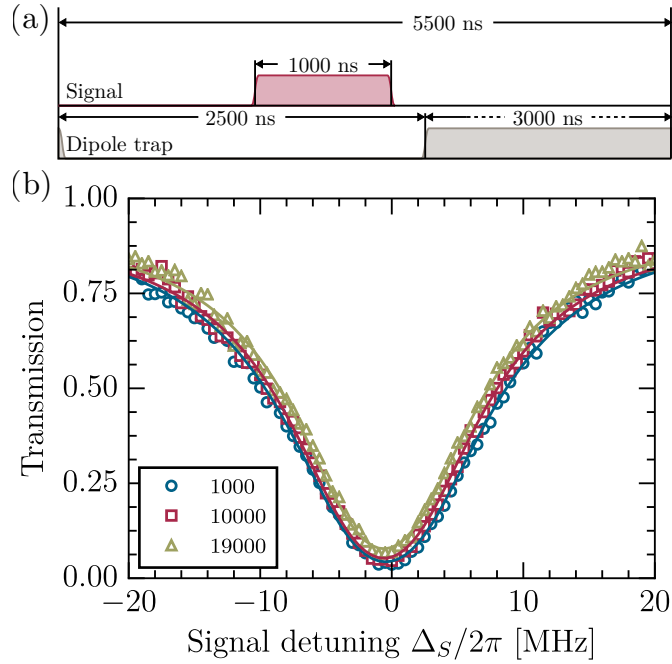 (a)
5500 ns
1000 ns
Signal
2500 ns
3000 ns
Dipole trap
(b)
1.00
0.75
0.50
0.25
0.00
Transmission
1000
10000
19000
−20
−10
0
10
20
Signal detuning Δ_S/2π [MHz]